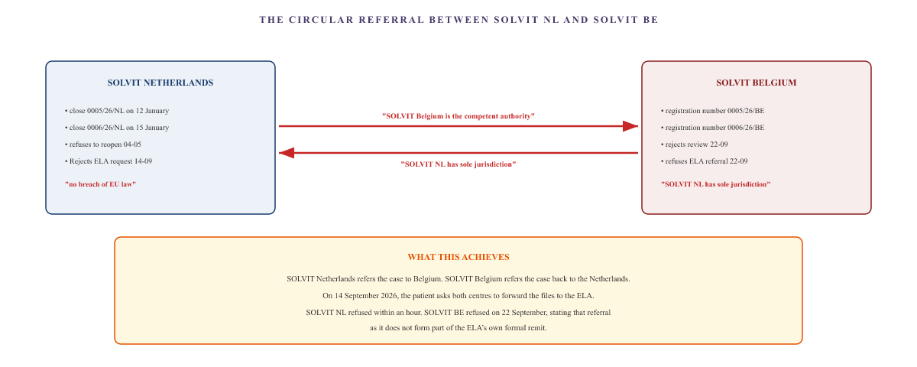 THE CIRCULAR REFERRAL BETWEEN SOLVIT NL AND SOLVIT BE
SOLVIT NETHERLANDS
• close 0005/26/NL on 12 January
• close 0006/26/NL on 15 January
• refuses to reopen 04-05
• Rejects ELA request 14-09
"no breach of EU law"
"SOLVIT Belgium is the competent authority"
"SOLVIT NL has sole jurisdiction"
SOLVIT BELGIUM
• registration number 0005/26/BE
• registration number 0006/26/BE
• rejects review 22-09
• refuses ELA referral 22-09
"SOLVIT NL has sole jurisdiction"
WHAT THIS ACHIEVES
SOLVIT Netherlands refers the case to Belgium. SOLVIT Belgium refers the case back to the Netherlands.
On 14 September 2026, the patient asks both centres to forward the files to the ELA.
SOLVIT NL refused within an hour. SOLVIT BE refused on 22 September, stating that referral
as it does not form part of the ELA's own formal remit.